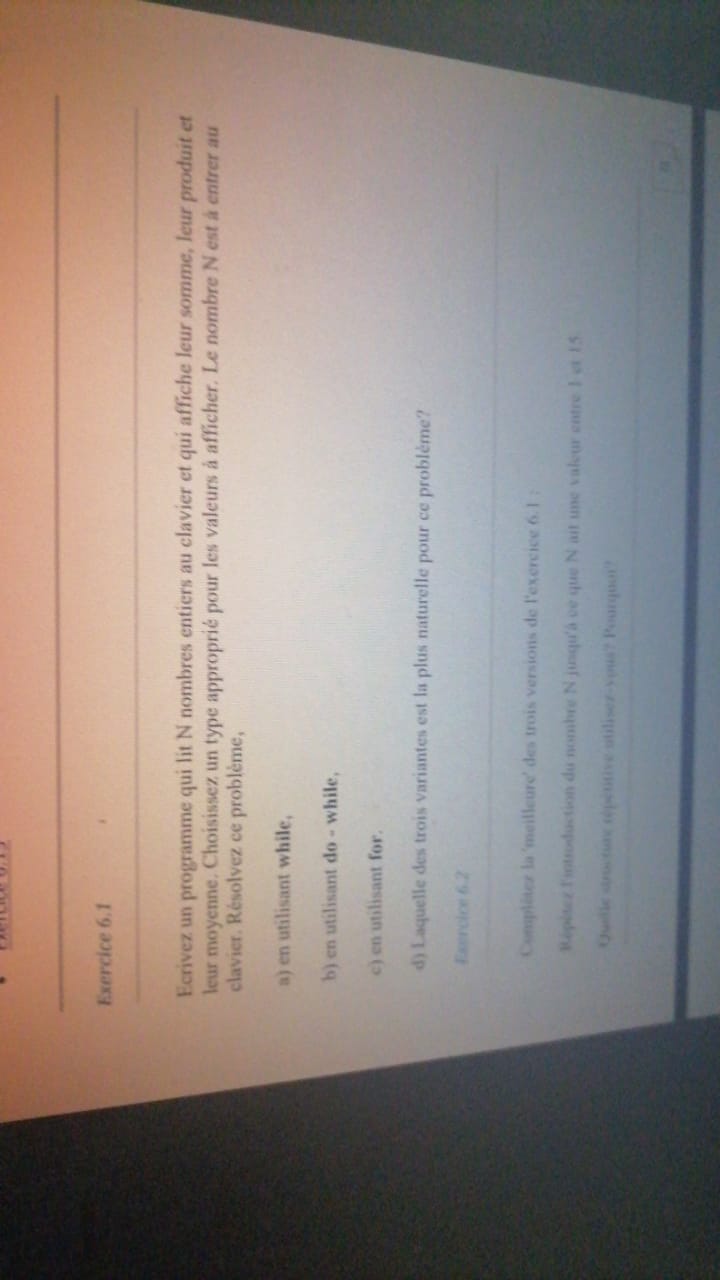 Exercice 6.15
Exercice 6.1
Ecrivez un programme qui lit N nombres entiers au clavier et qui affiche leur somme, leur produit et
leur moyenne. Choisissez un type approprié pour les valeurs à afficher. Le nombre N est à entrer au
clavier. Résolvez ce problème,
a) en utilisant while,
b) en utilisant do - while,
c) en utilisant for.
d) Laquelle des trois variantes est la plus naturelle pour ce problème?
Exercice 6.2
Complétez la 'meilleure' des trois versions de l'exercice 6.1 :
Répétez l'introduction du nombre N jusqu'à ce que N ait une valeur entre 1 et 15.
Quelle structure répétitive utilisez-vous? Pourquoi?